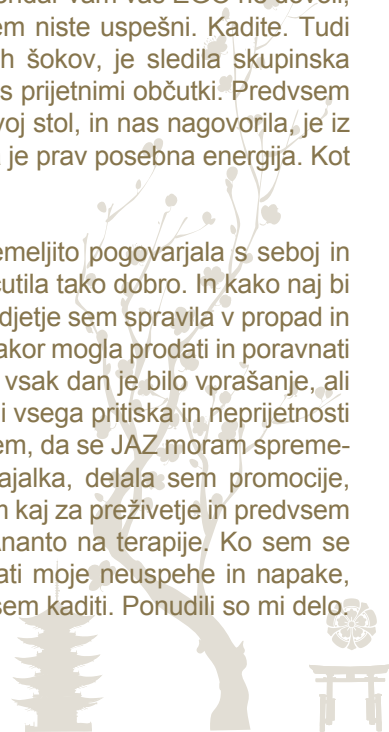 vam vaš EGO ne dovoli,
em niste uspešni. Kadite. Tudi
h šokov, je sledila skupinska
s prijetnimi občutki. Predvsem
voj stol, in nas nagovorila, je iz
je prav posebna energija. Kot
emeljito pogovarjala s seboj in
čutila tako dobro. In kako naj bi
djetje sem spravila v propad in
akor mogla prodati in poravnati
vsak dan je bilo vprašanje, ali
i vsega pritiska in neprijetnosti
em, da se JAZ moram spreme-
ajalka, delala sem promocije,
n kaj za preživetje in predvsem
nanto na terapije. Ko sem se
ati moje neuspehe in napake,
sem kaditi. Ponudili so mi delo.